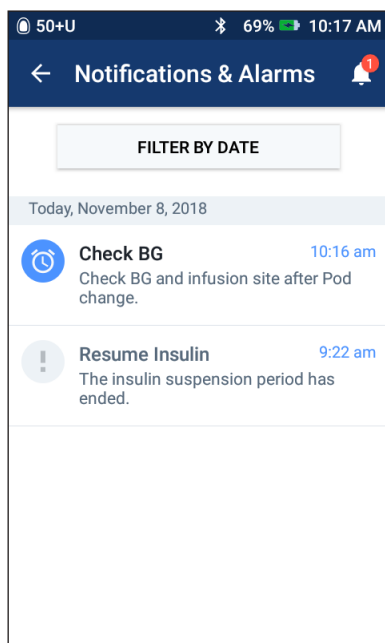 50+U 69% 10:17 AM
Notifications & Alarms 1
FILTER BY DATE
Today, November 8, 2018
Check BG 10:16 am
Check BG and infusion site after Pod
change.
! Resume Insulin 9:22 am
The insulin suspension period has
ended.